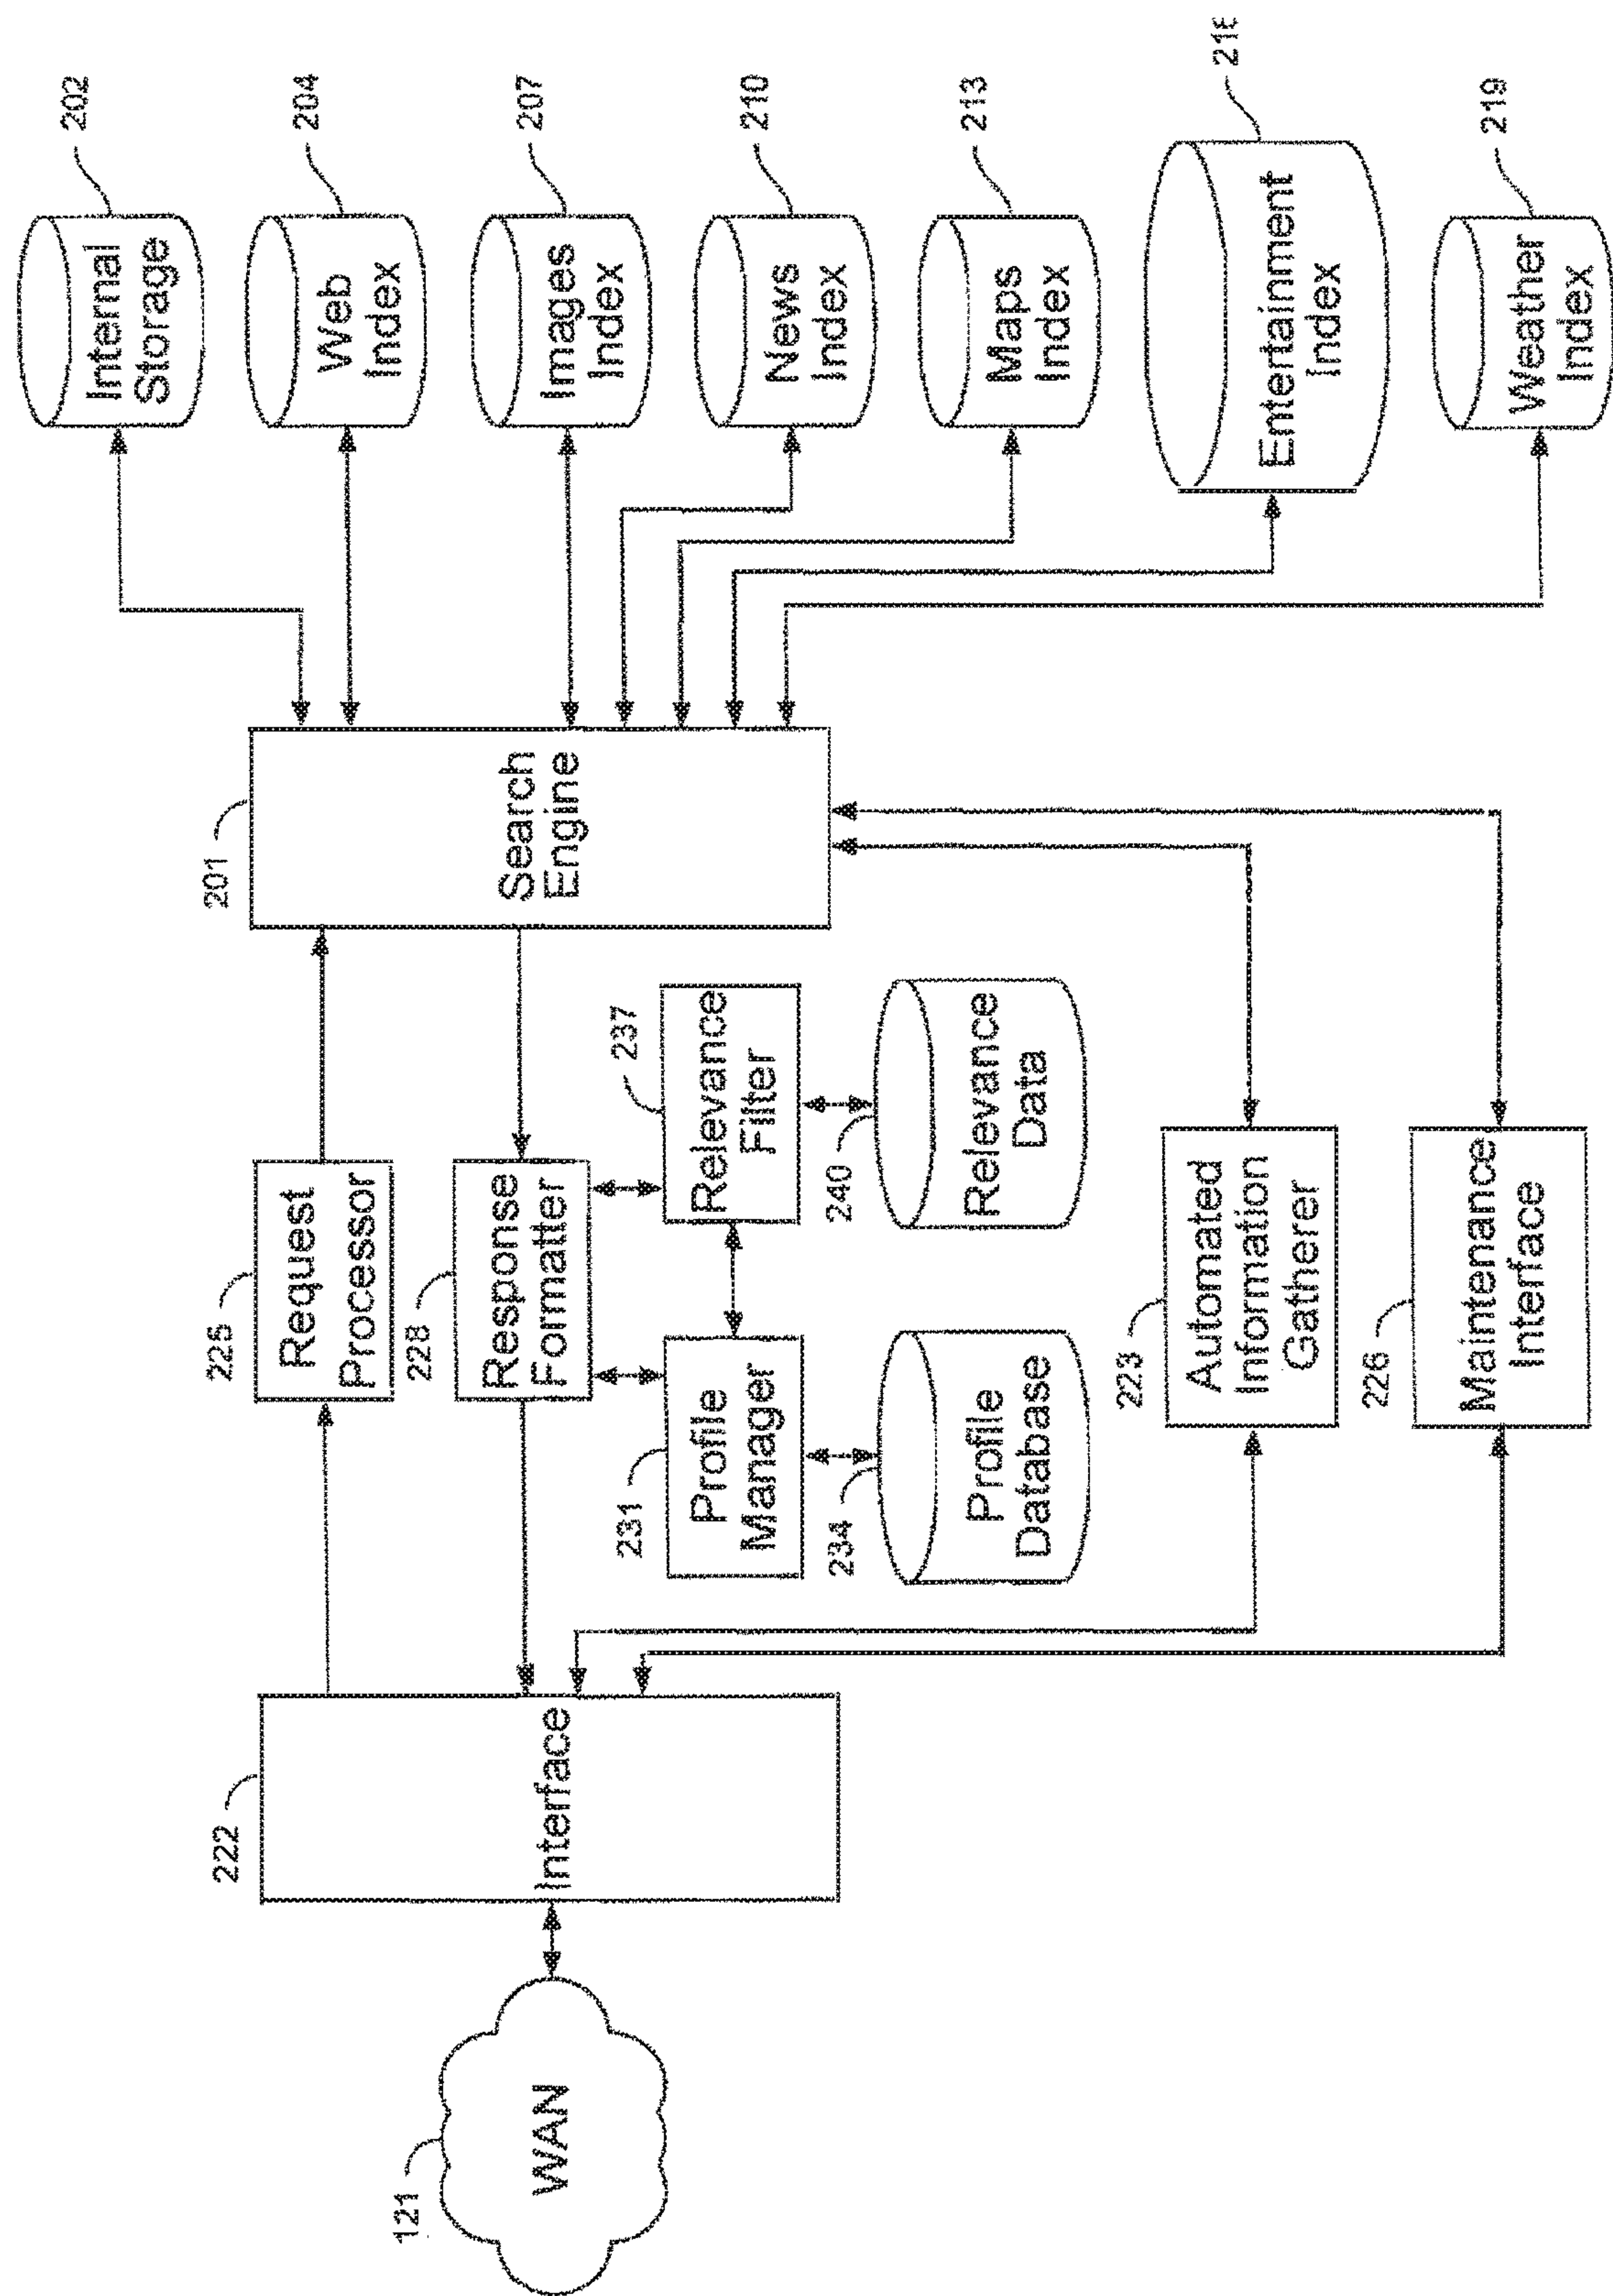 121
WAN
222
Interface
225
Request
Processor
228
Response
Formatter
231
Profile
Manager
234
Profile
Database
237
Relevance
Filter
240
Relevance
Data
223
Automated
Information
Gatherer
226
Maintenance
Interface
201
Search
Engine
202
Internal
Storage
204
Web
Index
207
Images
Index
210
News
Index
213
Maps
Index
Entertainment
Index
219
Weather
Index